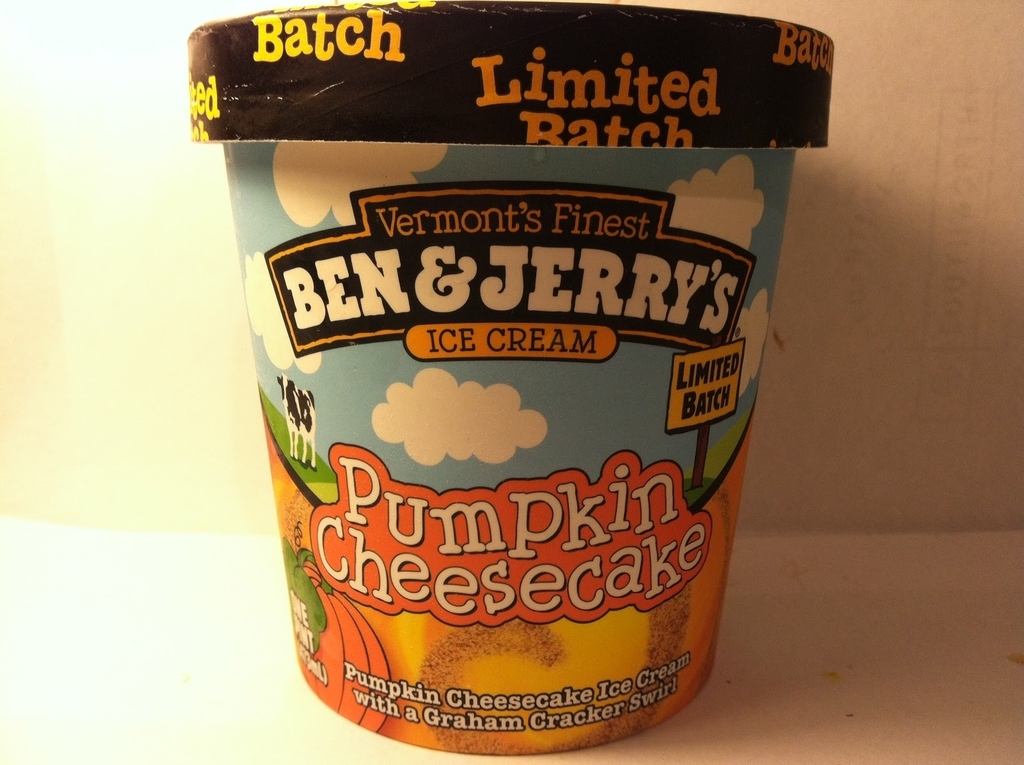 Batch
Limited
Batch
Batch
Vermont's Finest
BEN & JERRY'S
ICE CREAM
LIMITED
BATCH
Pumpkin
Cheesecake
Pumpkin Cheesecake Ice Cream
with a Graham Cracker Swirl